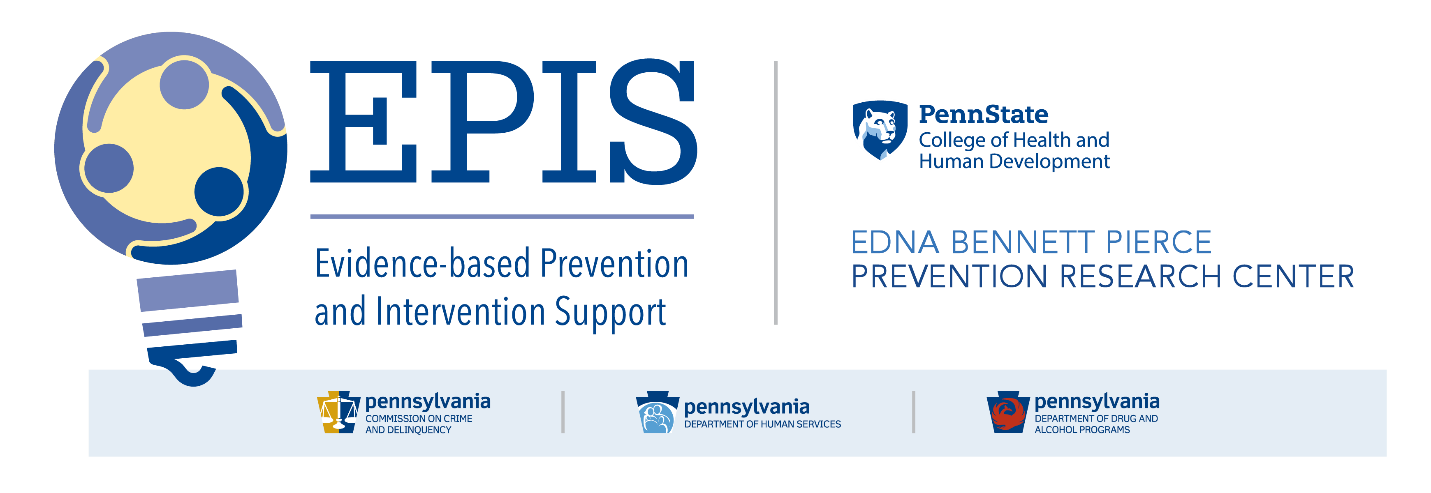 EPIS
Evidence-based Prevention
and Intervention Support
PennState
College of Health and
Human Development
EDNA BENNETT PIERCE
PREVENTION RESEARCH CENTER
pennsylvania
COMMISSION ON CRIME
AND DELINQUENCY
pennsylvania
DEPARTMENT OF HUMAN SERVICES
pennsylvania
DEPARTMENT OF DRUG AND
ALCOHOL PROGRAMS